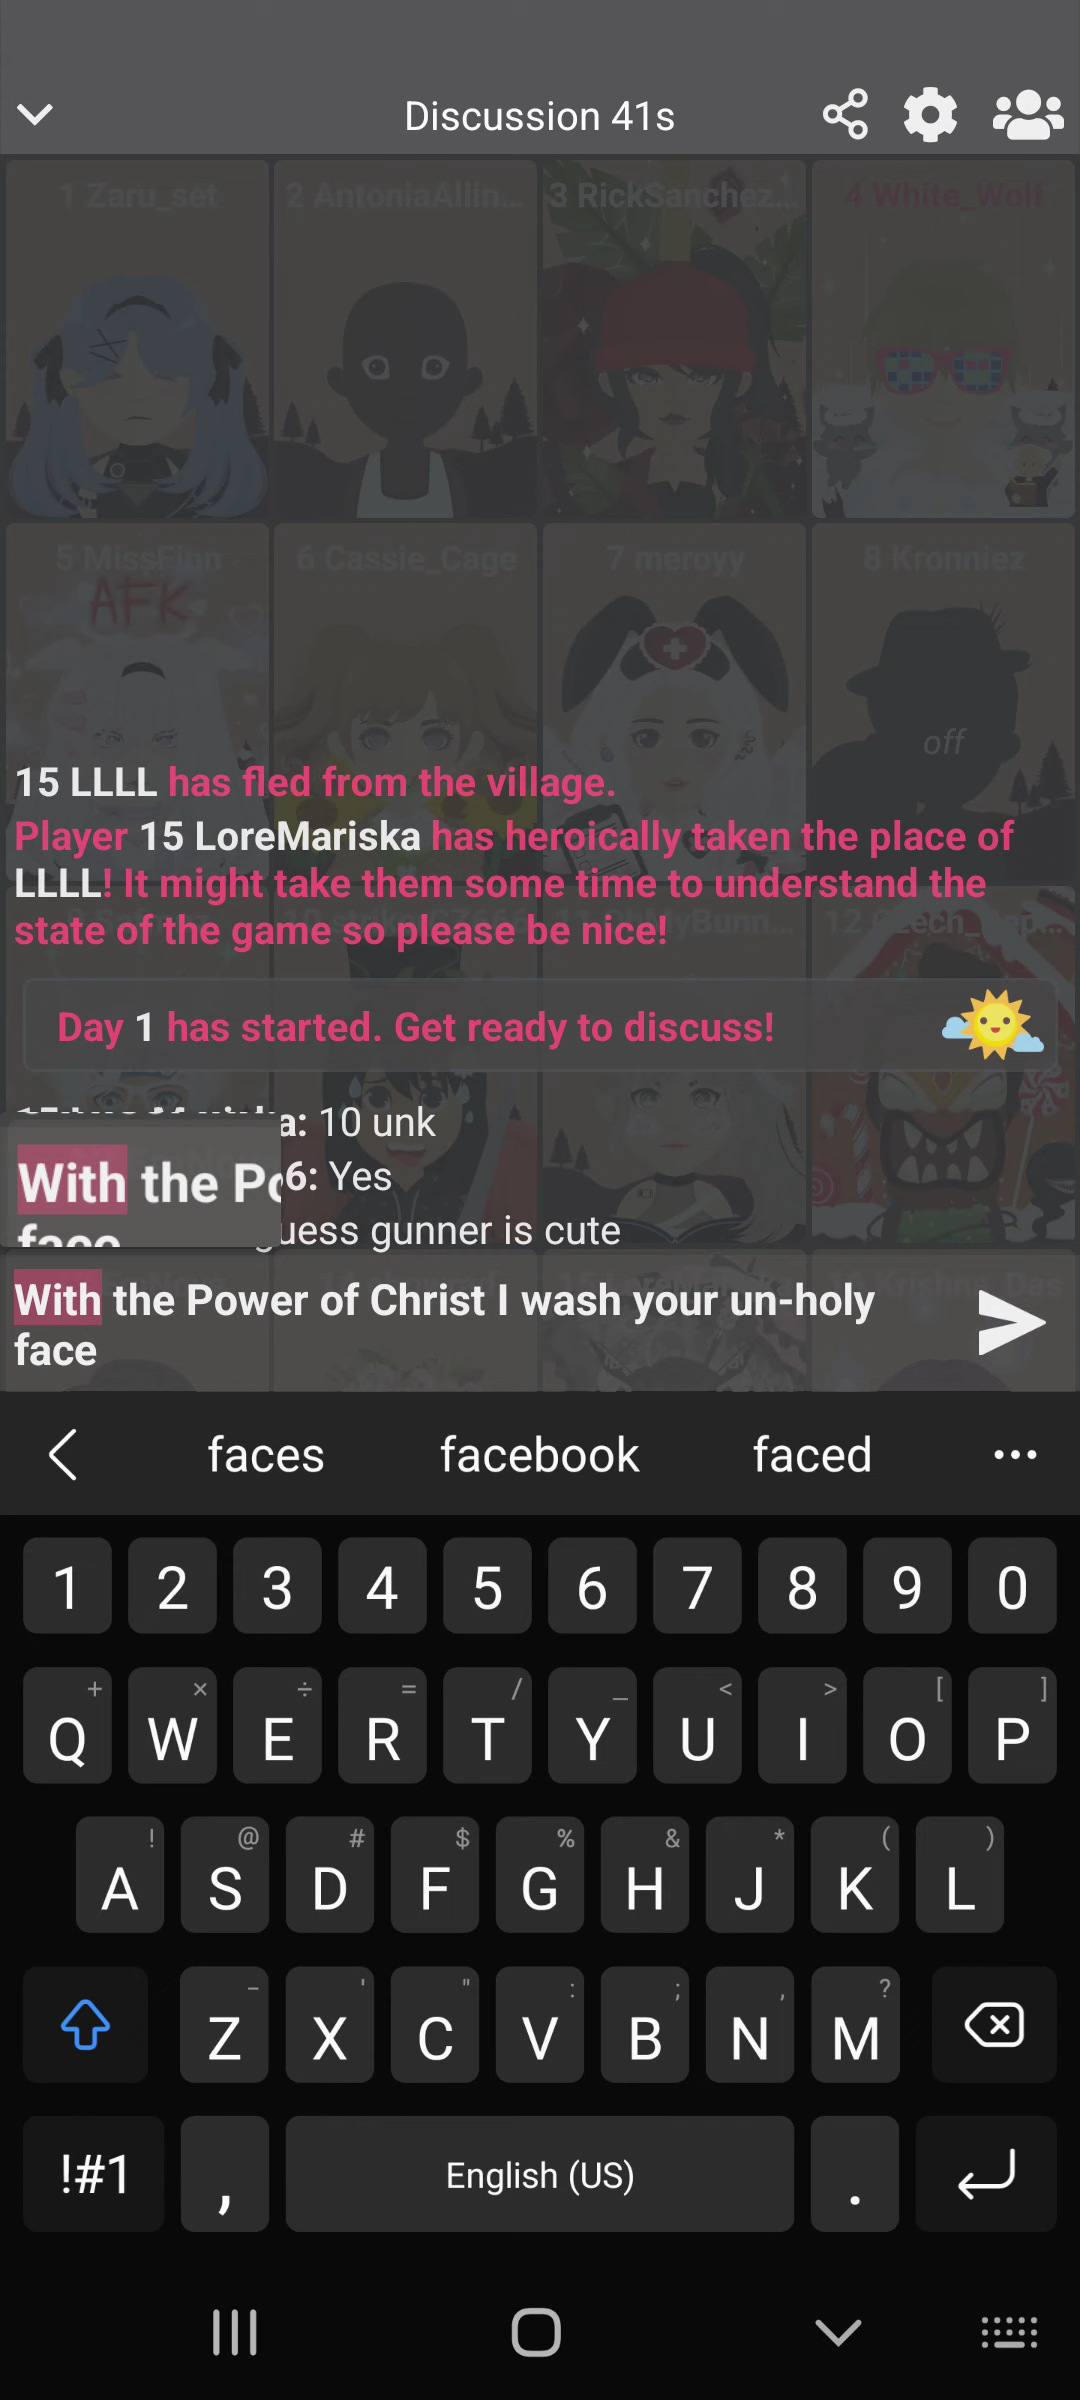 Discussion 41s
1 Zaru_set
2 AntoniaAllin...
3 RickSanchez...
4 White_Wolf
5 MissFinn
6 Cassie_Cage
7 meroyy
8 Kronniez
AFK
off
15 LLLL has fled from the village.
Player 15 LoreMariska has heroically taken the place of
LLLL! It might take them some time to understand the
state of the game so please be nice!
Day 1 has started. Get ready to discuss!
a: 10 unk
6: Yes
guess gunner is cute
With the Po
face
With the Power of Christ I wash your un-holy
face
faces facebook faced
1 2 3 4 5 6 7 8 9 0
+ × ÷ = / _ < > [ ]
Q W E R T Y U I O P
! @ # $ % & * ( )
A S D F G H J K L
- ' " : ; , ?
Z X C V B N M
!#1 , English (US) .